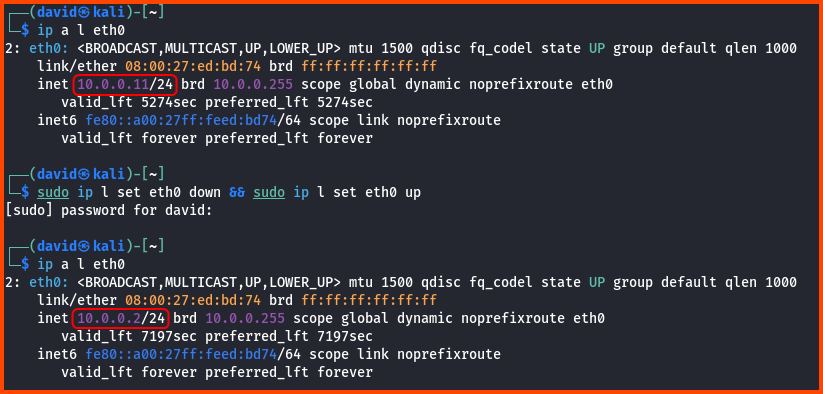 ┌──(david㉿kali)-[~]
└─$ ip a l eth0
2: eth0: <BROADCAST,MULTICAST,UP,LOWER_UP> mtu 1500 qdisc fq_codel state UP group default qlen 1000
    link/ether 08:00:27:ed:bd:74 brd ff:ff:ff:ff:ff:ff
    inet 10.0.0.11/24 brd 10.0.0.255 scope global dynamic noprefixroute eth0
       valid_lft 5274sec preferred_lft 5274sec
    inet6 fe80::a00:27ff:feed:bd74/64 scope link noprefixroute
       valid_lft forever preferred_lft forever
┌──(david㉿kali)-[~]
└─$ sudo ip l set eth0 down && sudo ip l set eth0 up
[sudo] password for david:
┌──(david㉿kali)-[~]
└─$ ip a l eth0
2: eth0: <BROADCAST,MULTICAST,UP,LOWER_UP> mtu 1500 qdisc fq_codel state UP group default qlen 1000
    link/ether 08:00:27:ed:bd:74 brd ff:ff:ff:ff:ff:ff
    inet 10.0.0.2/24 brd 10.0.0.255 scope global dynamic noprefixroute eth0
       valid_lft 7197sec preferred_lft 7197sec
    inet6 fe80::a00:27ff:feed:bd74/64 scope link noprefixroute
       valid_lft forever preferred_lft forever